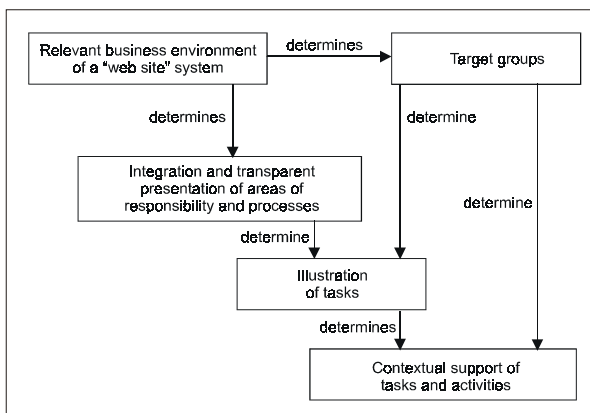 Relevant business environment
of a "web site" system
determines
Target groups
determines
determine
Integration and transparent
presentation of areas of
responsibility and processes
determine
determine
Illustration
of tasks
determines
Contextual support of
tasks and activities